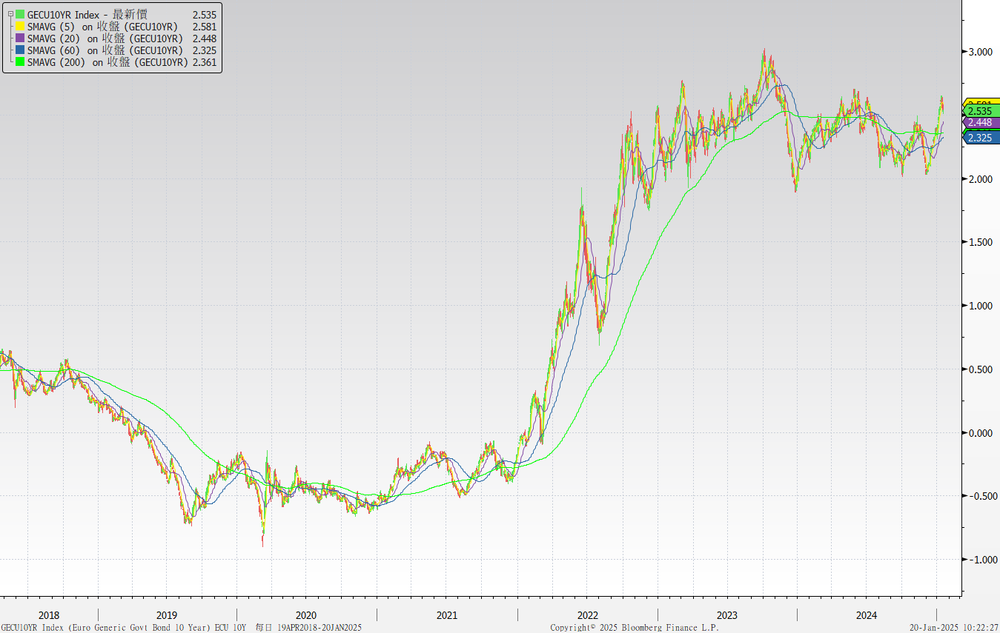 GECU10YR Index - 最新價 2.535
SMAVG (5) on 收盤 (GECU10YR) 2.581
SMAVG (20) on 收盤 (GECU10YR) 2.448
SMAVG (60) on 收盤 (GECU10YR) 2.325
SMAVG (200) on 收盤 (GECU10YR) 2.361
3.000
2.535
2.448
2.325
2.000
1.500
1.000
0.500
0.000
-0.500
-1.000
2018 2019 2020 2021 2022 2023 2024
GECU10YR Index (Euro Generic Govt Bond 10 Year) ECU 10Y 每日 19APR2018-20JAN2025 Copyright© 2025 Bloomberg Finance L.P. 20-Jan-2025 10:22:27